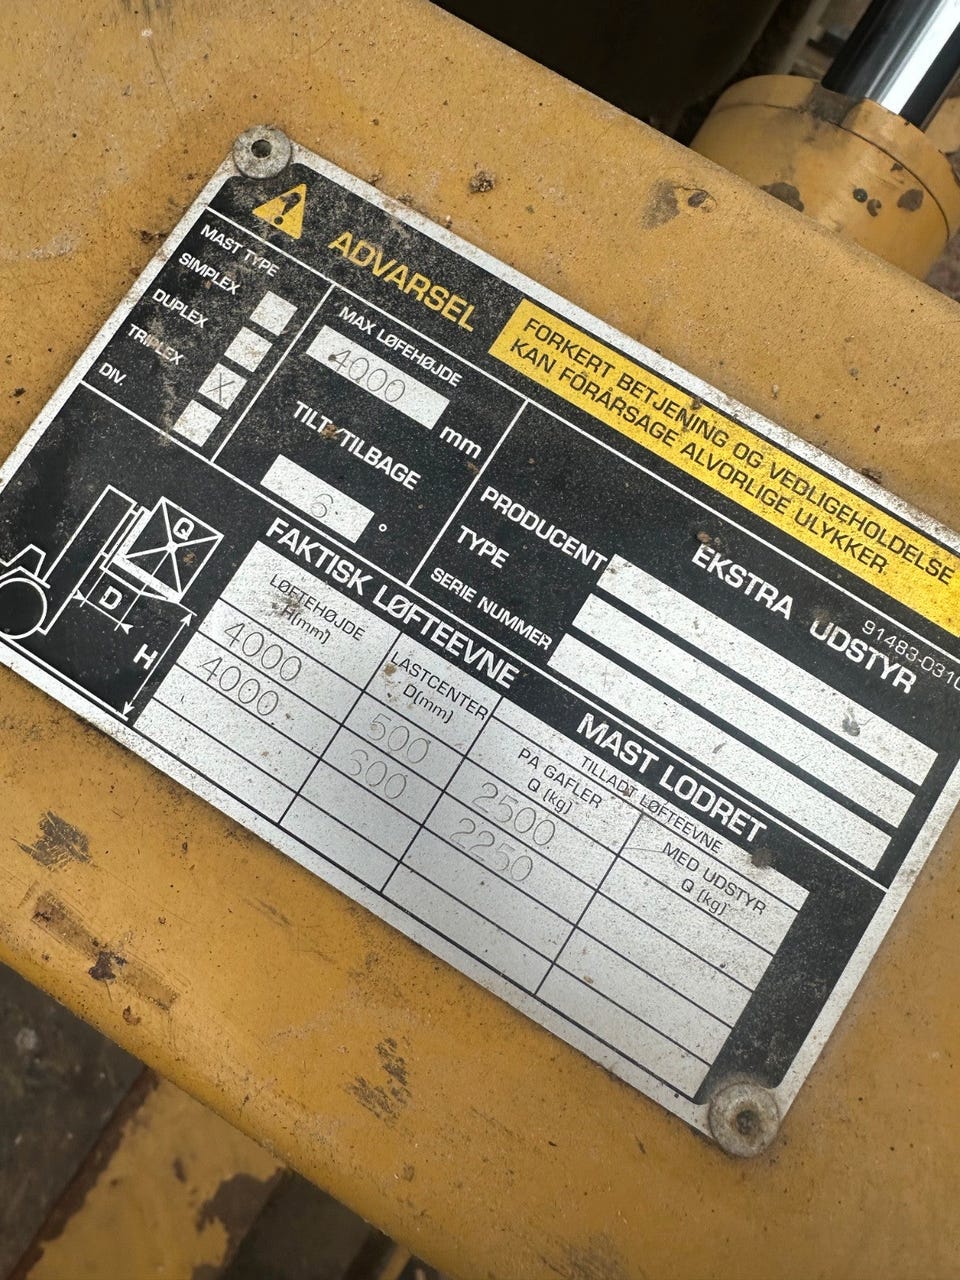 ADVARSEL
FORKERT BETJENING OG VEDLIGEHOLDELSE
KAN FÖRÅRSAGE ALVORLIGE ULYKKER
MAST TYPE
SIMPLEX
DUPLEX
TRIPLEX X
DIV.
MAX LØFEHØJDE
4000 mm
TILT/TILBAGE
6 °
EKSTRA UDSTYR
91483-0310
PRODUCENT
TYPE
SERIE NUMMER
Q
D
H
FAKTISK LØFTEEVNE
MAST LODRET
LØFTEHØJDE
H(mm)
LASTCENTER
D(mm)
TILLADT LØFTEEVNE
PÅ GAFLER
Q (kg)
MED UDSTYR
Q (kg)
4000 500 2500
4000 600 2250